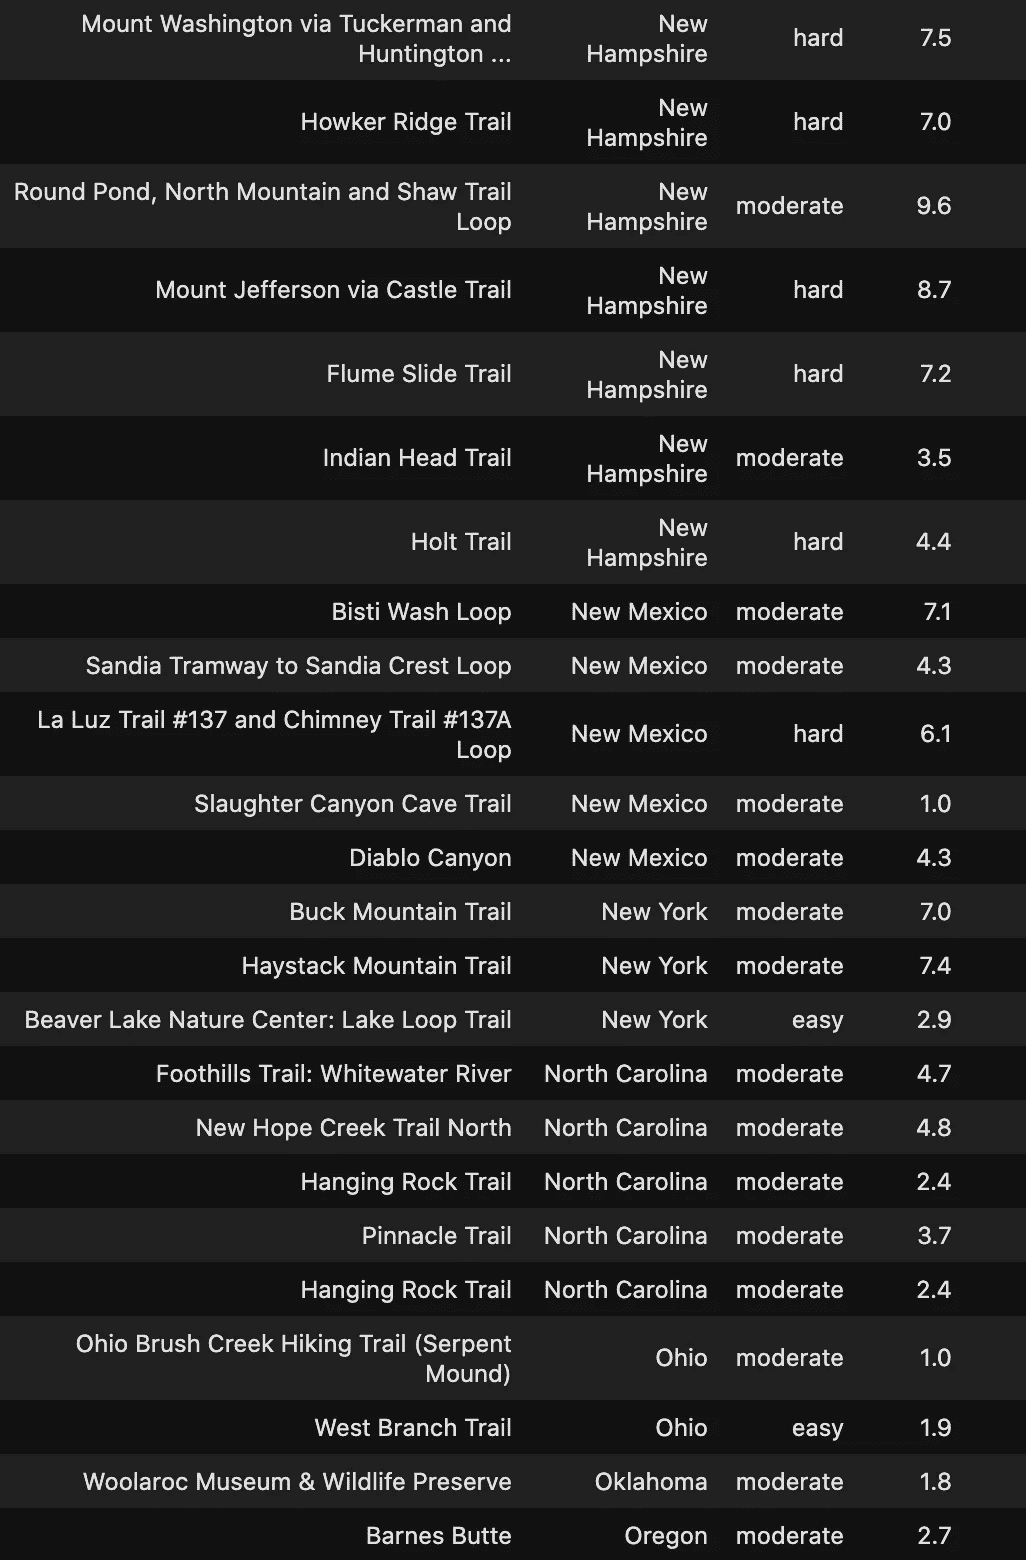 Mount Washington via Tuckerman and Huntington ... New Hampshire hard 7.5
Howker Ridge Trail New Hampshire hard 7.0
Round Pond, North Mountain and Shaw Trail Loop New Hampshire moderate 9.6
Mount Jefferson via Castle Trail New Hampshire hard 8.7
Flume Slide Trail New Hampshire hard 7.2
Indian Head Trail New Hampshire moderate 3.5
Holt Trail New Hampshire hard 4.4
Bisti Wash Loop New Mexico moderate 7.1
Sandia Tramway to Sandia Crest Loop New Mexico moderate 4.3
La Luz Trail #137 and Chimney Trail #137A Loop New Mexico hard 6.1
Slaughter Canyon Cave Trail New Mexico moderate 1.0
Diablo Canyon New Mexico moderate 4.3
Buck Mountain Trail New York moderate 7.0
Haystack Mountain Trail New York moderate 7.4
Beaver Lake Nature Center: Lake Loop Trail New York easy 2.9
Foothills Trail: Whitewater River North Carolina moderate 4.7
New Hope Creek Trail North North Carolina moderate 4.8
Hanging Rock Trail North Carolina moderate 2.4
Pinnacle Trail North Carolina moderate 3.7
Hanging Rock Trail North Carolina moderate 2.4
Ohio Brush Creek Hiking Trail (Serpent Mound) Ohio moderate 1.0
West Branch Trail Ohio easy 1.9
Woolaroc Museum & Wildlife Preserve Oklahoma moderate 1.8
Barnes Butte Oregon moderate 2.7